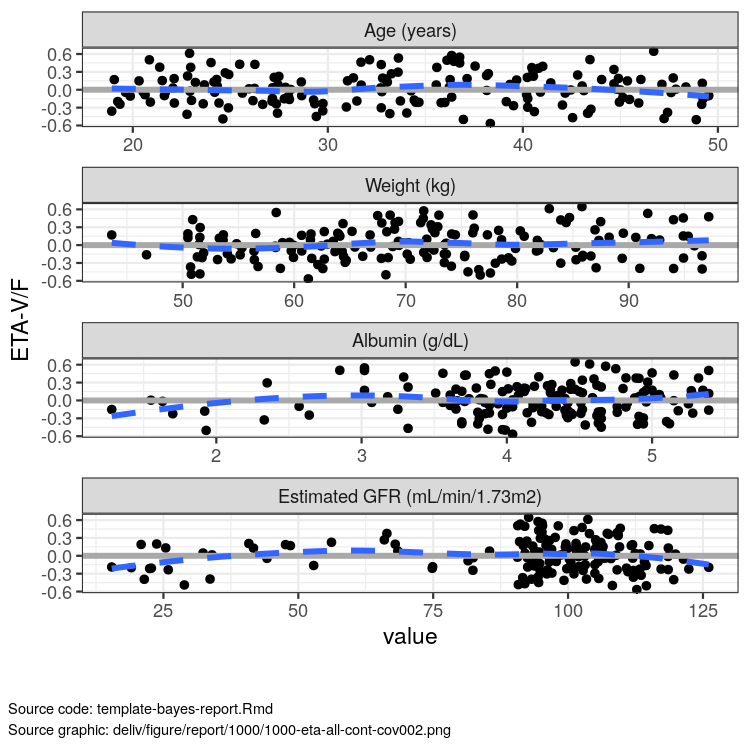 Age (years)
0.6
0.3
0.0
-0.3
-0.6
20 30 40 50
Weight (kg)
0.6
0.3
0.0
-0.3
-0.6
50 60 70 80 90
ETA-V/F
Albumin (g/dL)
0.6
0.3
0.0
-0.3
-0.6
2 3 4 5
Estimated GFR (mL/min/1.73m2)
0.6
0.3
0.0
-0.3
-0.6
25 50 75 100 125
value
Source code: template-bayes-report.Rmd
Source graphic: deliv/figure/report/1000/1000-eta-all-cont-cov002.png